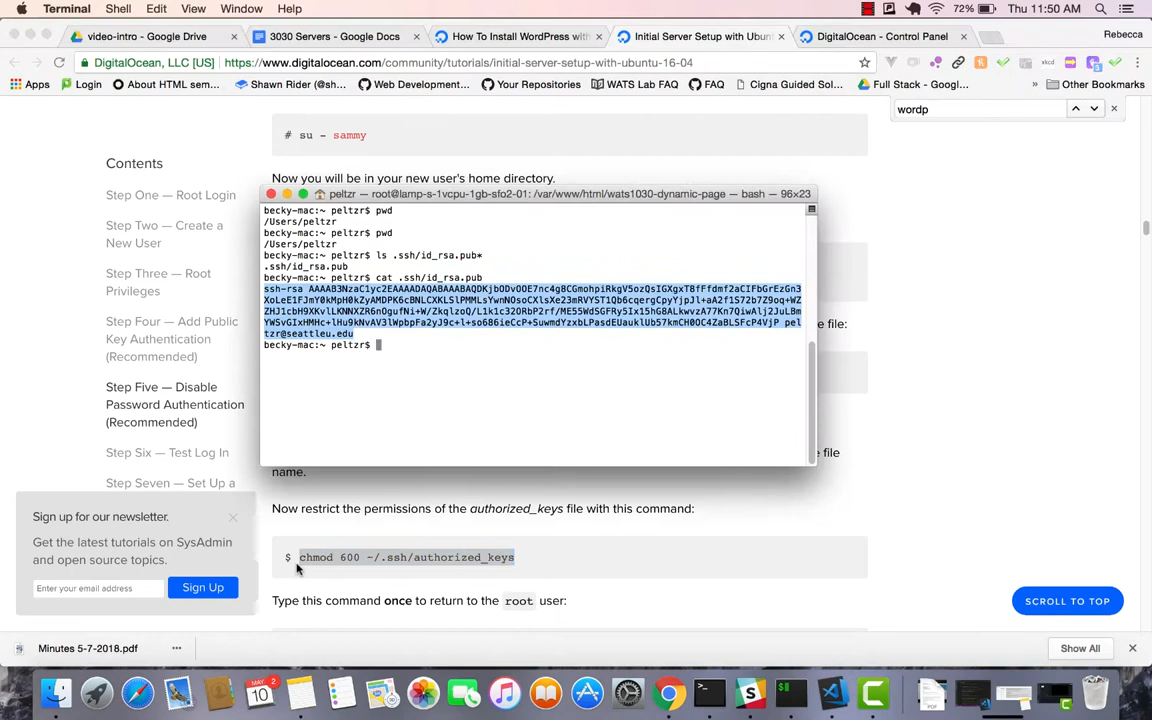 Terminal Shell Edit View Window Help 72% Thu 11:50 AM
video-intro - Google Drive 3030 Servers - Google Docs How To Install WordPress with Initial Server Setup with Ubun DigitalOcean - Control Panel Rebecca
DigitalOcean, LLC [US] https://www.digitalocean.com/community/tutorials/initial-server-setup-with-ubuntu-16-04
Apps Login About HTML sem... Shawn Rider (@sh... Web Development... Your Repositories WATS Lab FAQ FAQ Cigna Guided Sol... Full Stack - Googl... » Other Bookmarks
wordp
# su - sammy
Contents
Now you will be in your new user's home directory.
Step One — Root Login
Step Two — Create a
New User
Step Three — Root
Privileges
Step Four — Add Public
Key Authentication
(Recommended)
Step Five — Disable
Password Authentication
(Recommended)
Step Six — Test Log In
Step Seven — Set Up a
peltzr — root@lamp-s-1vcpu-1gb-sfo2-01: /var/www/html/wats1030-dynamic-page — bash — 96×23
becky-mac:~ peltzr$ pwd
/Users/peltzr
becky-mac:~ peltzr$ pwd
/Users/peltzr
becky-mac:~ peltzr$ ls .ssh/id_rsa.pub*
.ssh/id_rsa.pub
becky-mac:~ peltzr$ cat .ssh/id_rsa.pub
ssh-rsa
pel
tzr@seattleu.edu
becky-mac:~ peltzr$
e file:
e file
name.
Now restrict the permissions of the authorized_keys file with this command:
$ chmod 600 ~/.ssh/authorized_keys
Type this command once to return to the root user:
Sign up for our newsletter.
Get the latest tutorials on SysAdmin
and open source topics.
Enter your email address Sign Up
SCROLL TO TOP
Minutes 5-7-2018.pdf
Show All
MAY
10
2